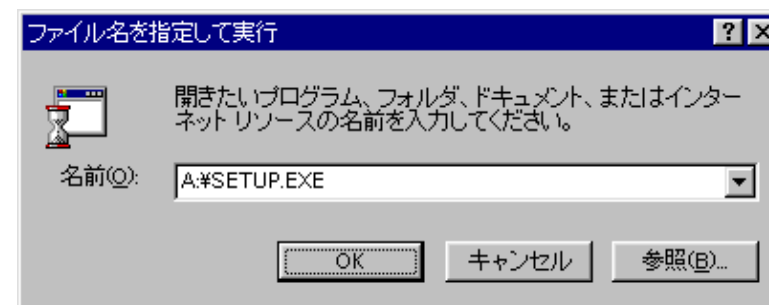 ファイル名を指定して実行
開きたいプログラム、フォルダ、ドキュメント、またはインター
ネット リソースの名前を入力してください。
名前(O):
A:¥SETUP.EXE
OK
キャンセル
参照(B)...